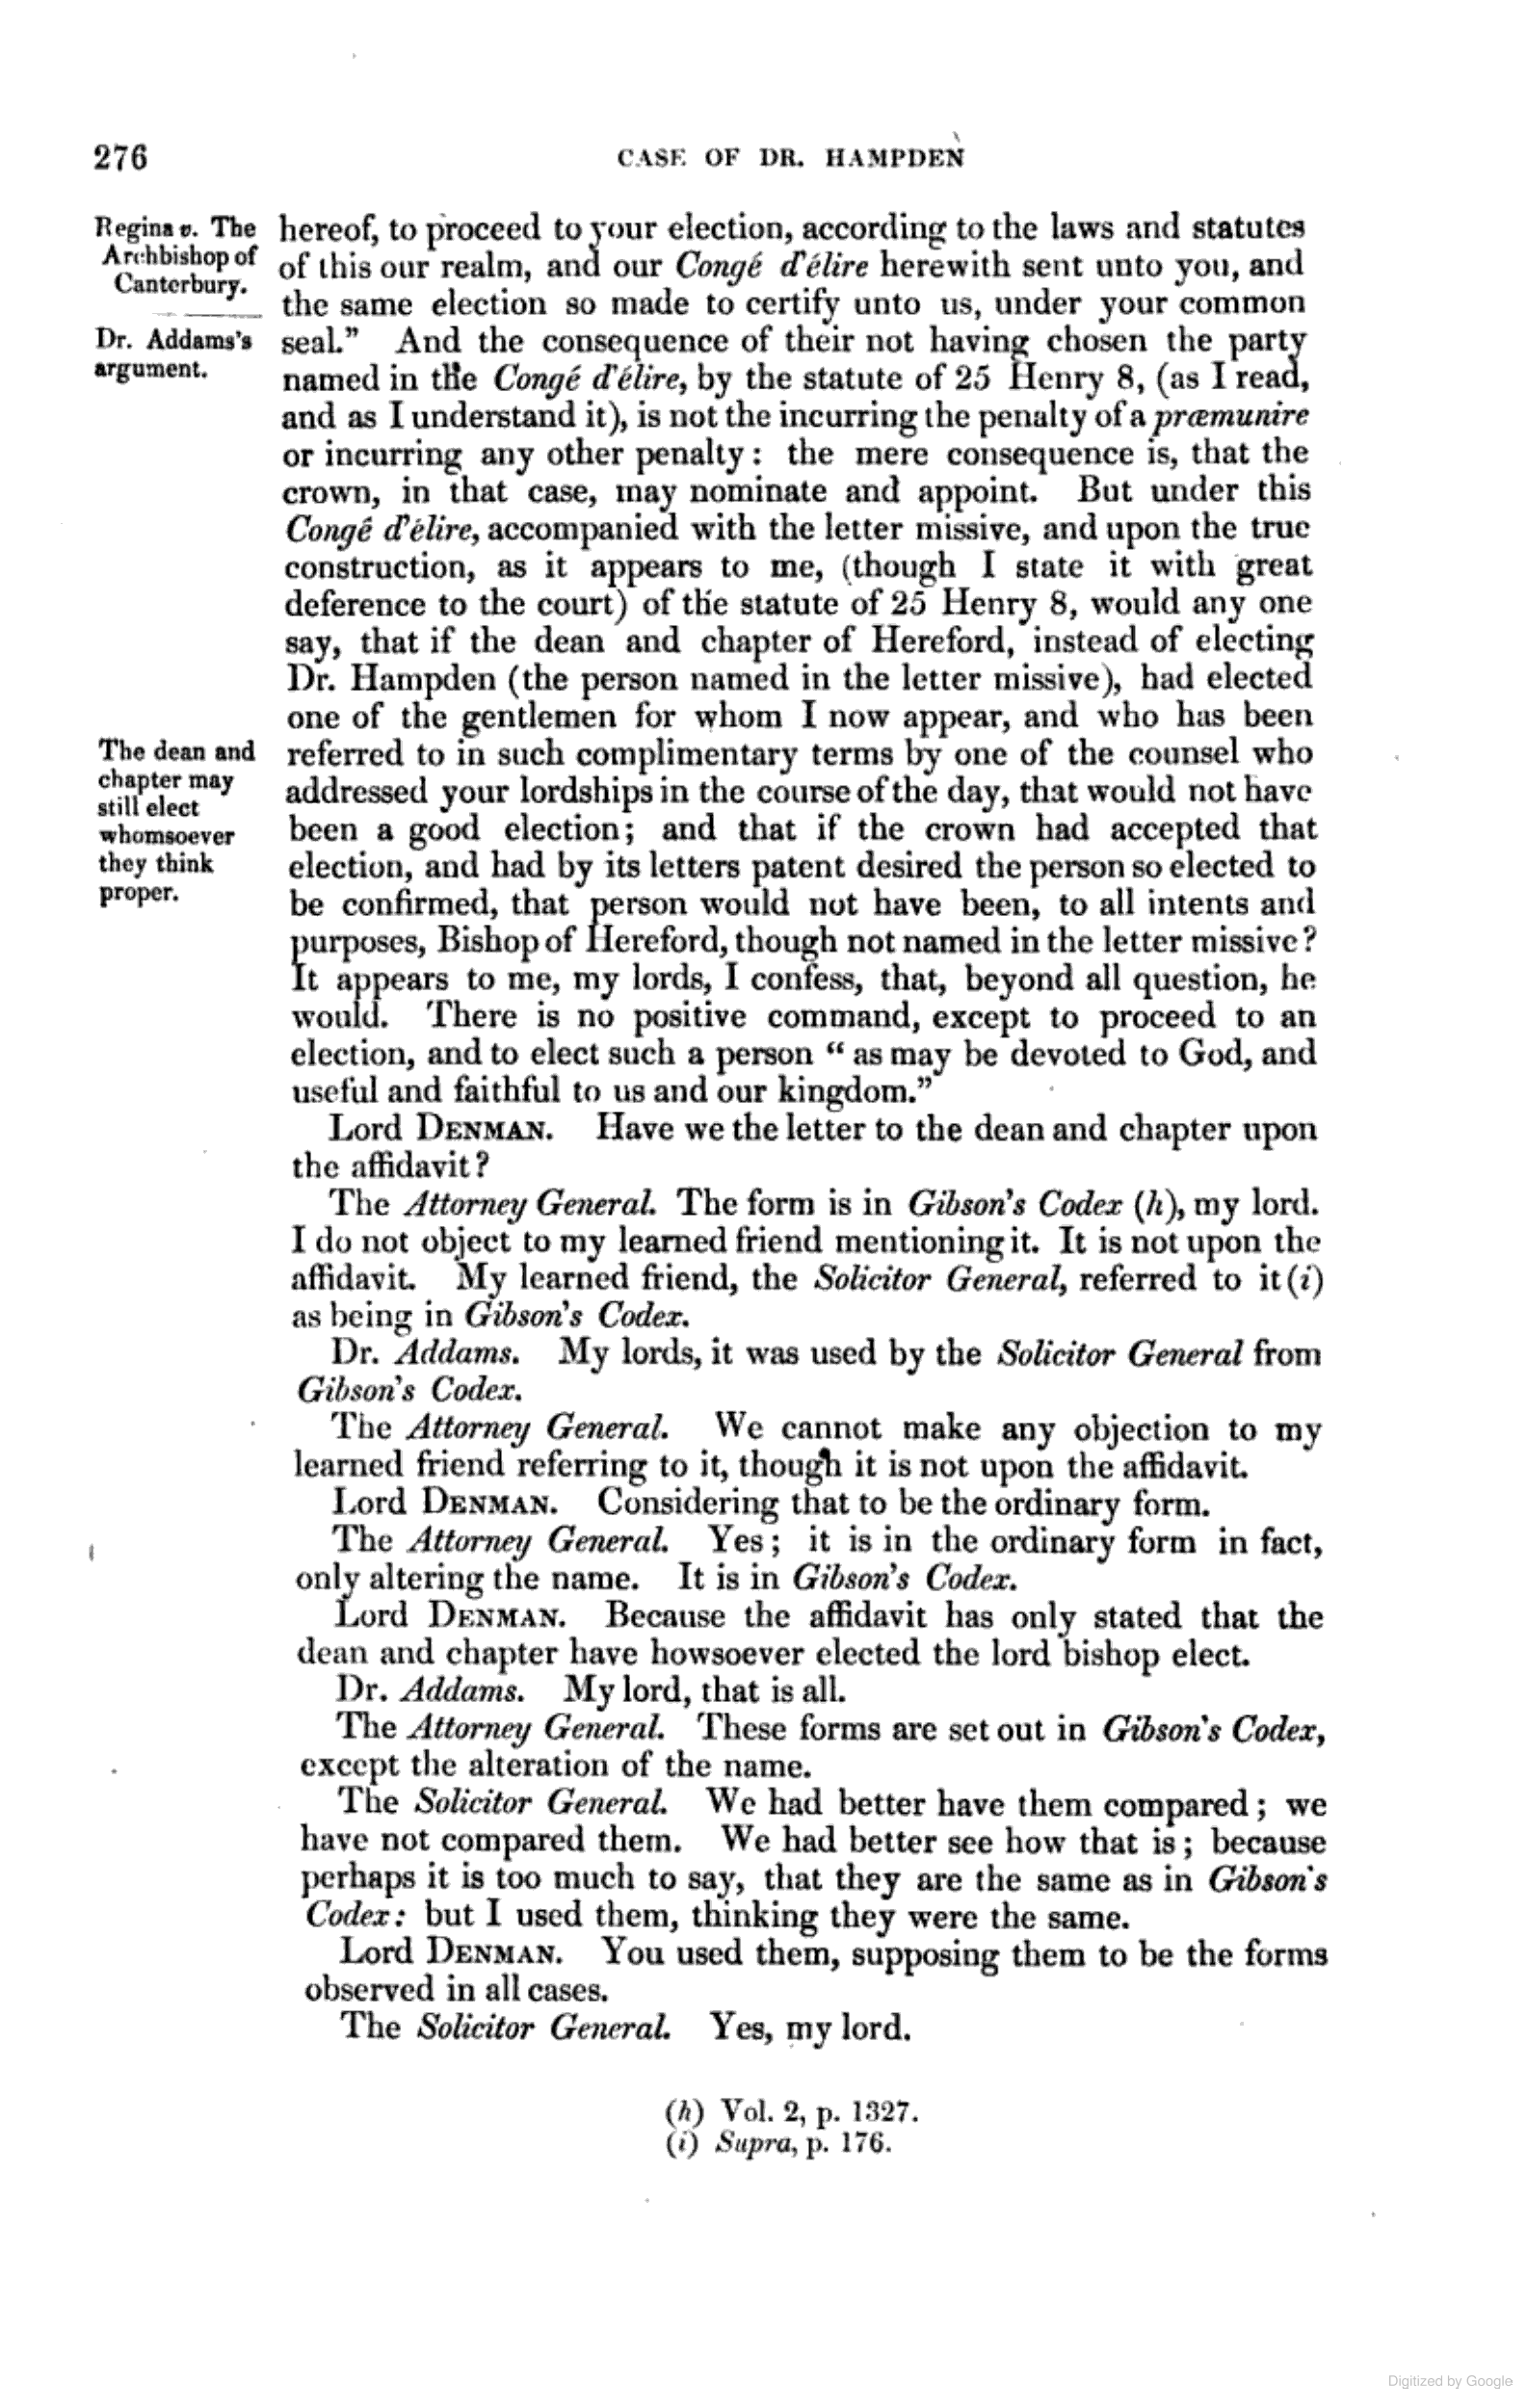 276
CASE OF DR. HAMPDEN
Regina v. The
Archbishop of
Canterbury.
Dr. Addams's
argument.
hereof, to proceed to your election, according to the laws and statutes
of this our realm, and our Congé d'élire herewith sent unto you, and
the same election so made to certify unto us, under your common
seal.” And the consequence of their not having chosen the party
named in the Congé d'élire, by the statute of 25 Henry 8, (as I read,
and as I understand it), is not the incurring the penalty of a præmunire
or incurring any other penalty: the mere consequence is, that the
crown, in that case, may nominate and appoint. But under this
Congé d'élire, accompanied with the letter missive, and upon the true
construction, as it appears to me, (though I state it with great
deference to the court) of the statute of 25 Henry 8, would any one
say, that if the dean and chapter of Hereford, instead of electing
Dr. Hampden (the person named in the letter missive), had elected
one of the gentlemen for whom I now appear, and who has been
The dean and
chapter may
still elect
whomsoever
they think
proper.
referred to in such complimentary terms by one of the counsel who
addressed your lordships in the course of the day, that would not have
been a good election; and that if the crown had accepted that
election, and had by its letters patent desired the person so elected to
be confirmed, that person would not have been, to all intents and
purposes, Bishop of Hereford, though not named in the letter missive?
It appears to me, my lords, I confess, that, beyond all question, he
would. There is no positive command, except to proceed to an
election, and to elect such a person “as may be devoted to God, and
useful and faithful to us and our kingdom.”
Lord DENMAN. Have we the letter to the dean and chapter upon
the affidavit?
The Attorney General. The form is in Gibson's Codex (h), my lord.
I do not object to my learned friend mentioning it. It is not upon the
affidavit. My learned friend, the Solicitor General, referred to it (i)
as being in Gibson's Codex.
Dr. Addams. My lords, it was used by the Solicitor General from
Gibson's Codex.
The Attorney General. We cannot make any objection to my
learned friend referring to it, though it is not upon the affidavit.
Lord DENMAN. Considering that to be the ordinary form.
The Attorney General. Yes; it is in the ordinary form in fact,
only altering the name. It is in Gibson's Codex.
Lord DENMAN. Because the affidavit has only stated that the
dean and chapter have howsoever elected the lord bishop elect.
Dr. Addams. My lord, that is all.
The Attorney General. These forms are set out in Gibson's Codex,
except the alteration of the name.
The Solicitor General. We had better have them compared; we
have not compared them. We had better see how that is; because
perhaps it is too much to say, that they are the same as in Gibson's
Codex: but I used them, thinking they were the same.
Lord DENMAN. You used them, supposing them to be the forms
observed in all cases.
The Solicitor General. Yes, my lord.
(h) Vol. 2, p. 1327.
(i) Supra, p. 176.
Digitized by Google